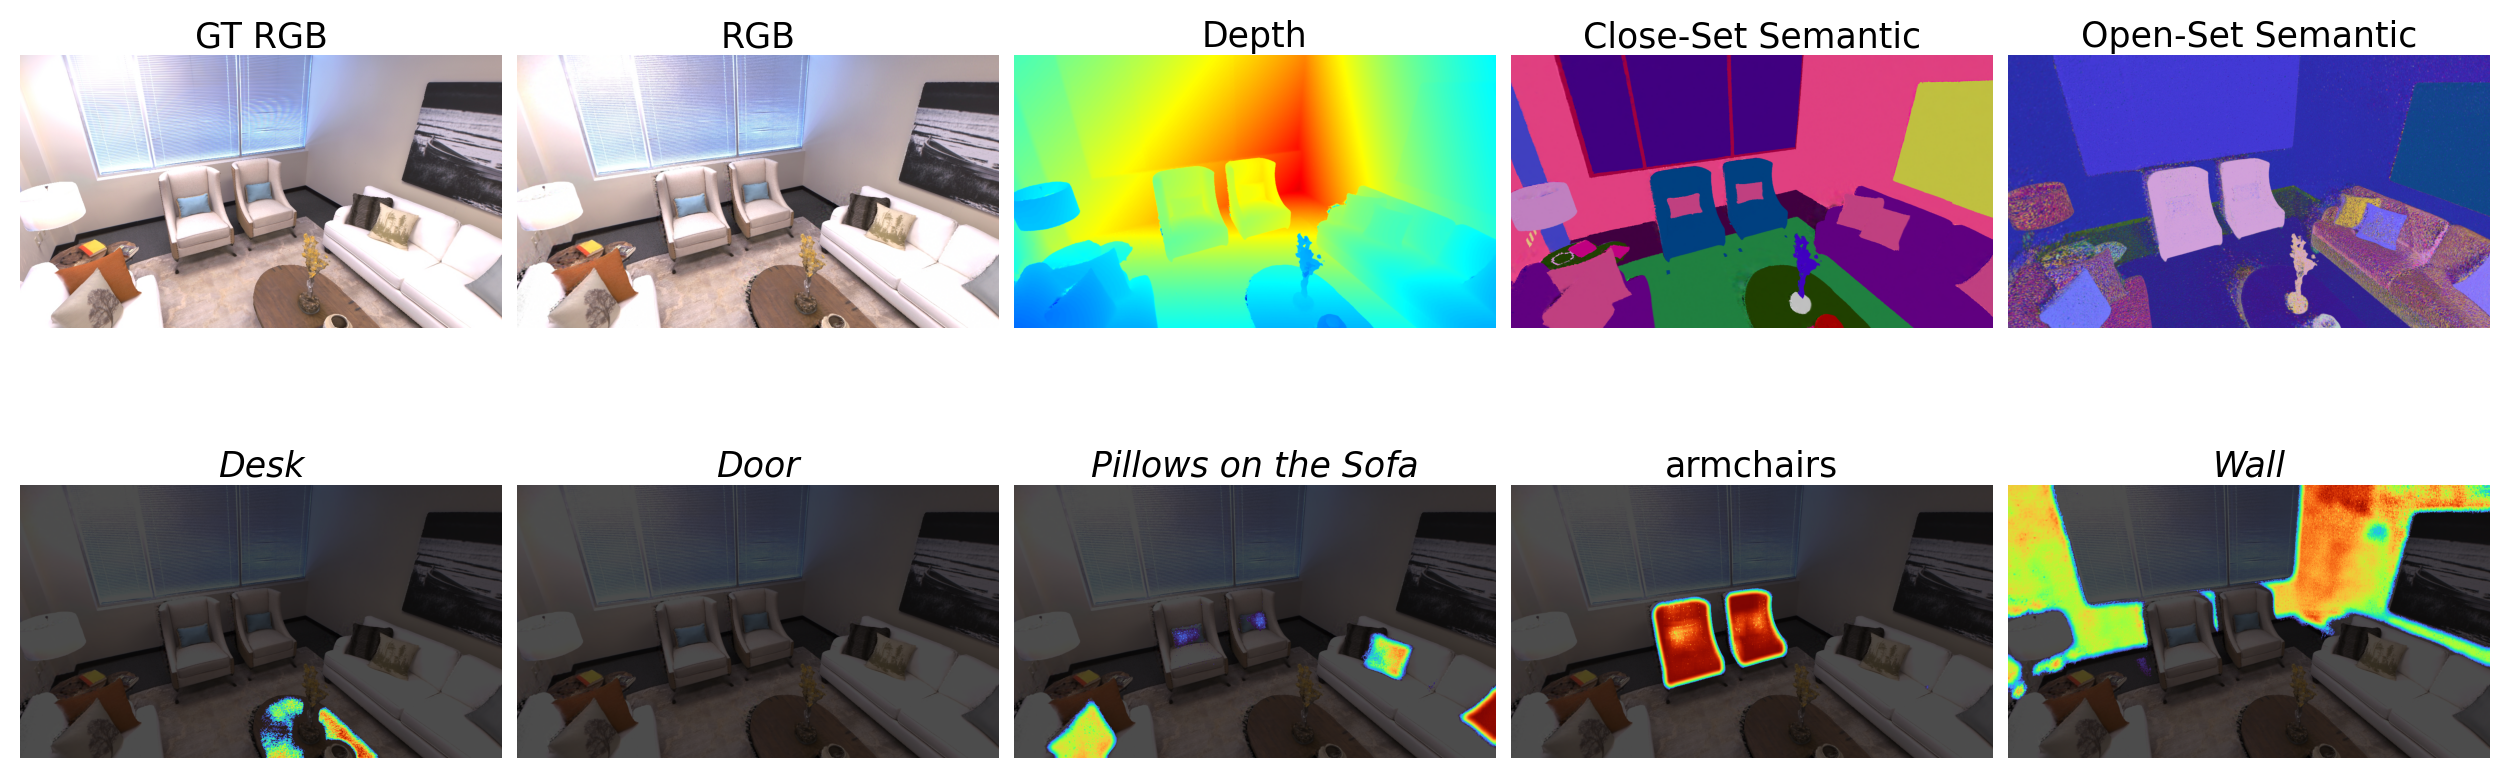 GT RGB
RGB
Depth
Close-Set Semantic
Open-Set Semantic
Desk
Door
Pillows on the Sofa
armchairs
Wall